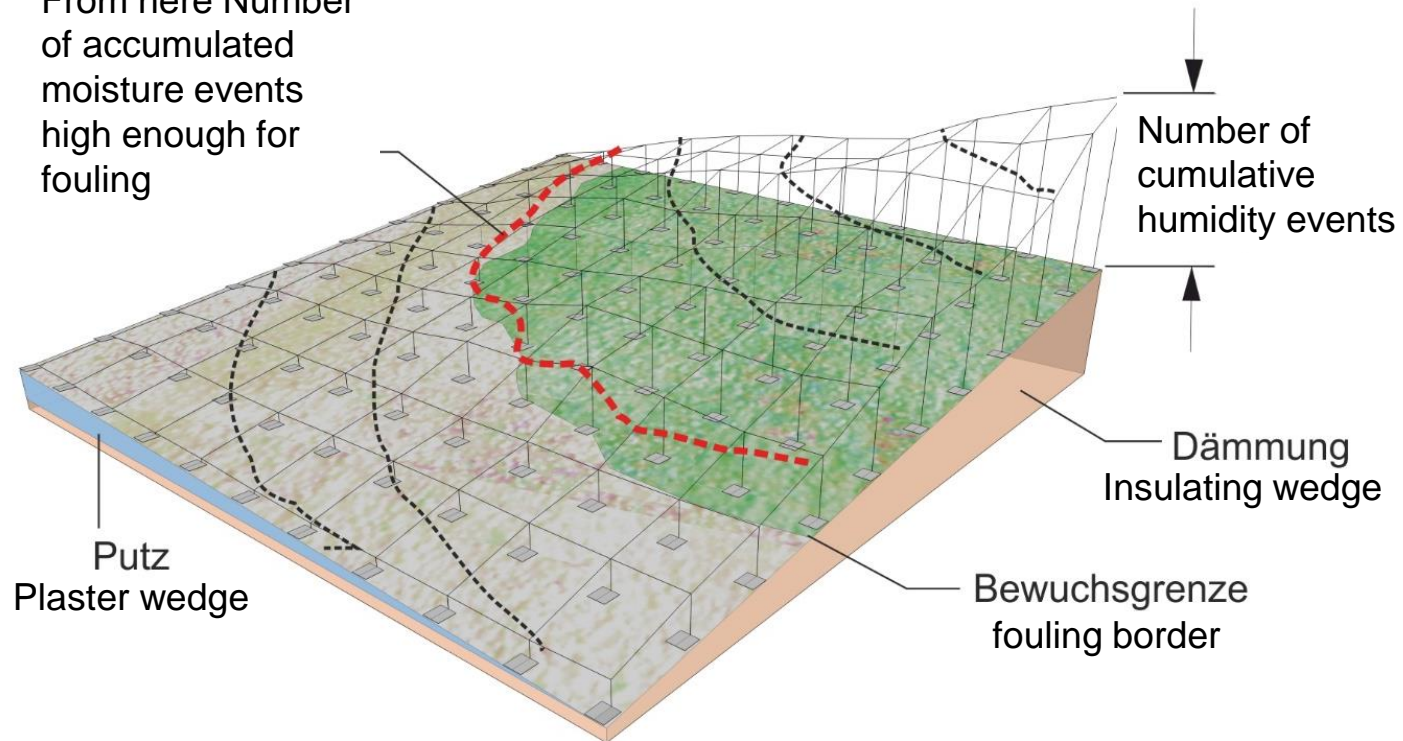 From here Number
of accumulated
moisture events
high enough for
fouling
Number of
cumulative
humidity events
Dämmung
Insulating wedge
Putz
Plaster wedge
Bewuchsgrenze
fouling border